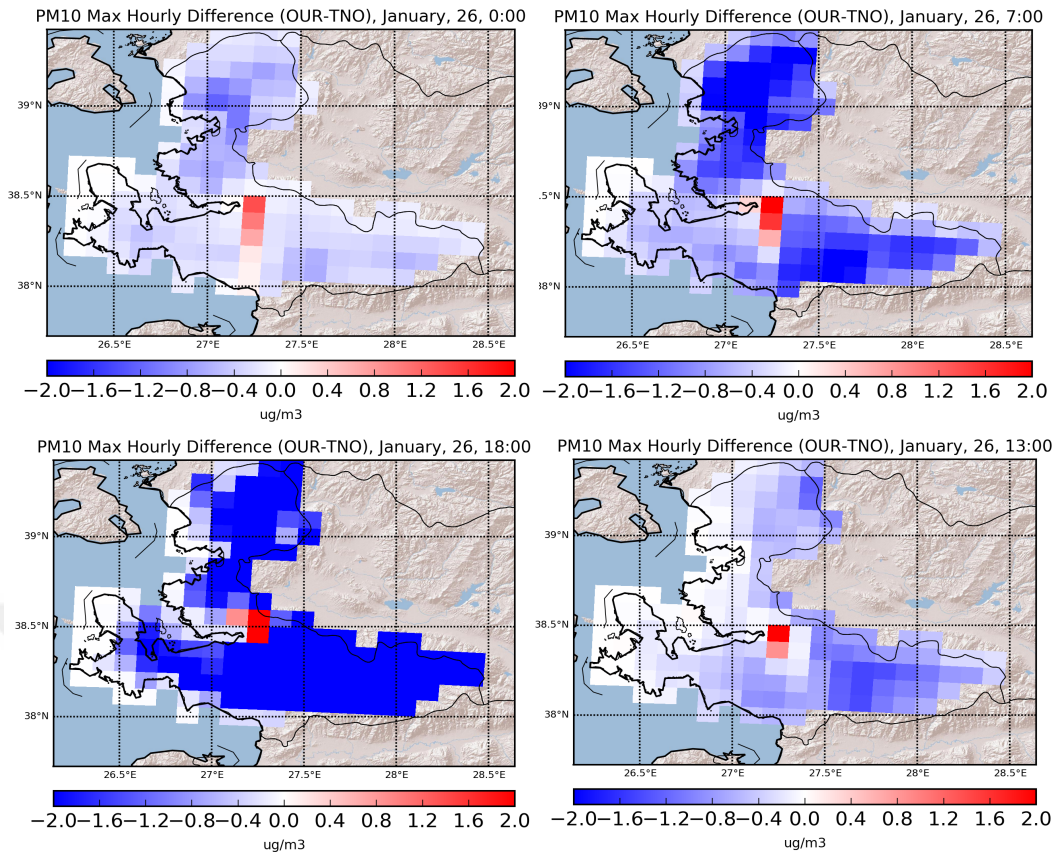 PM10 Max Hourly Difference (OUR-TNO), January, 26, 0:00
39°N
38.5°N
38°N
26.5°E 27°E 27.5°E 28°E 28.5°E
−2.0−1.6−1.2−0.8−0.4 0.0 0.4 0.8 1.2 1.6 2.0
ug/m3
PM10 Max Hourly Difference (OUR-TNO), January, 26, 7:00
39°N
.5°N
38°N
26.5°E 27°E 27.5°E 28°E 28.5°E
−2.0−1.6−1.2−0.8−0.4 0.0 0.4 0.8 1.2 1.6 2.0
ug/m3
PM10 Max Hourly Difference (OUR-TNO), January, 26, 18:00
39°N
38.5°N
38°N
26.5°E 27°E 27.5°E 28°E 28.5°E
−2.0−1.6−1.2−0.8−0.4 0.0 0.4 0.8 1.2 1.6 2.0
ug/m3
PM10 Max Hourly Difference (OUR-TNO), January, 26, 13:00
39°N
38.5°N
38°N
26.5°E 27°E 27.5°E 28°E 28.5°E
−2.0−1.6−1.2−0.8−0.4 0.0 0.4 0.8 1.2 1.6 2.0
ug/m3